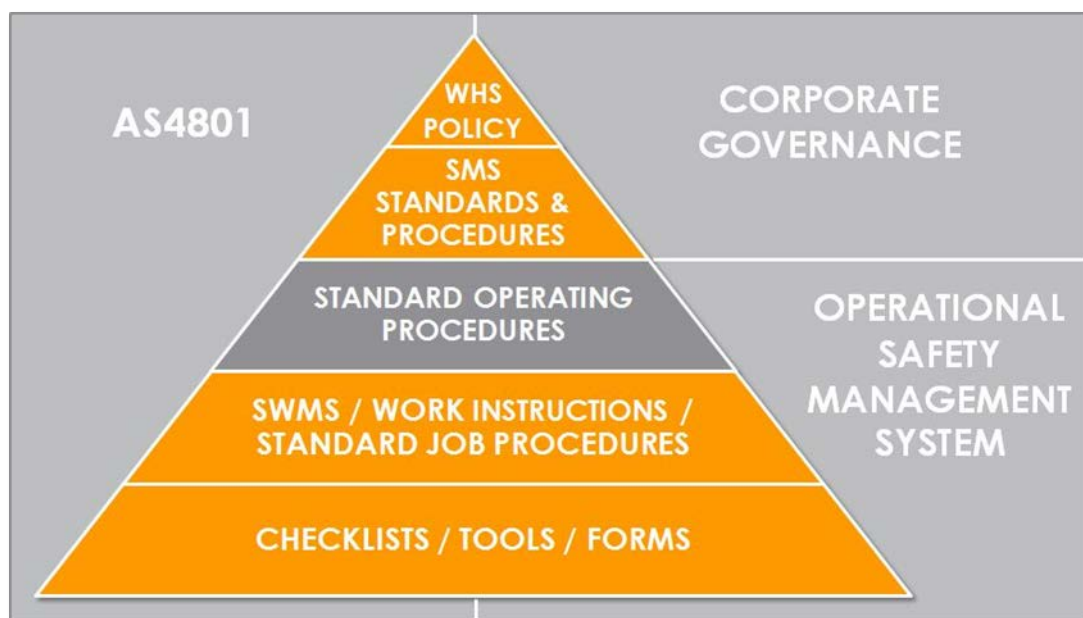 AS4801
WHS
POLICY
SMS
STANDARDS &
PROCEDURES
STANDARD OPERATING
PROCEDURES
SWMS / WORK INSTRUCTIONS /
STANDARD JOB PROCEDURES
CHECKLISTS / TOOLS / FORMS
CORPORATE
GOVERNANCE
OPERATIONAL
SAFETY
MANAGEMENT
SYSTEM